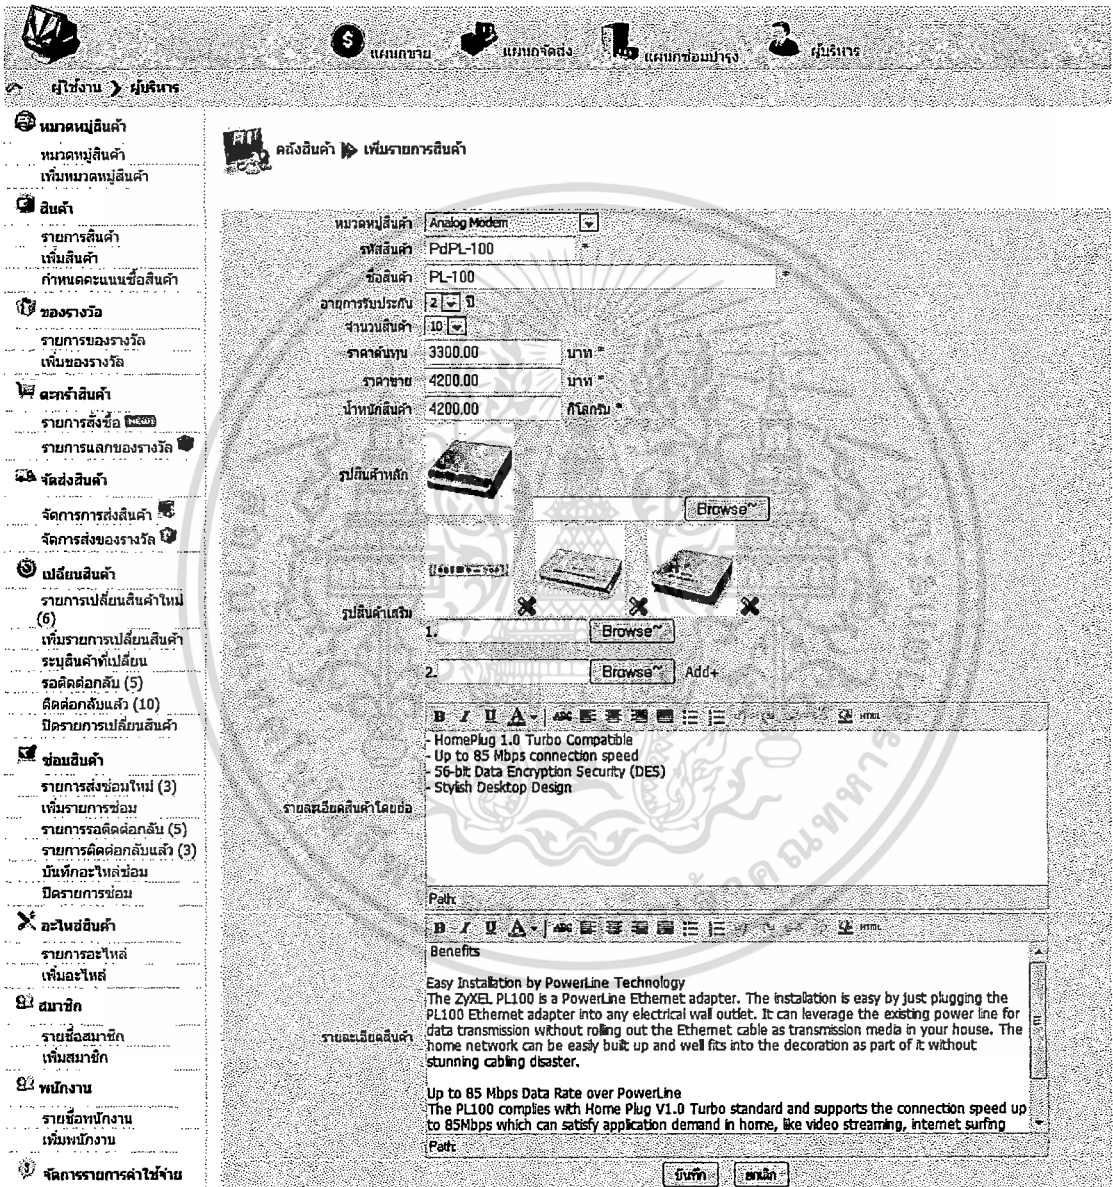 แผนกขาย แผนกจัดส่ง แผนกซ่อมบำรุง ผู้บริหาร
ผู้ใช้งาน ❯ ผู้บริหาร
หมวดหมู่สินค้า
หมวดหมู่สินค้า
เพิ่มหมวดหมู่สินค้า
สินค้า
รายการสินค้า
เพิ่มสินค้า
กำหนดคะแนนซื้อสินค้า
ของรางวัล
รายการของรางวัล
เพิ่มของรางวัล
ตะกร้าสินค้า
รายการสั่งซื้อ NEW!
รายการแลกของรางวัล
จัดส่งสินค้า
จัดการการส่งสินค้า
จัดการส่งของรางวัล
เปลี่ยนสินค้า
รายการเปลี่ยนสินค้าใหม่
(6)
เพิ่มรายการเปลี่ยนสินค้า
ระบุสินค้าที่เปลี่ยน
รอติดต่อกลับ (5)
ติดต่อกลับแล้ว (10)
ปิดรายการเปลี่ยนสินค้า
ซ่อมสินค้า
รายการส่งซ่อมใหม่ (3)
เพิ่มรายการซ่อม
รายการรอติดต่อกลับ (5)
รายการติดต่อกลับแล้ว (3)
บันทึกอะไหล่ซ่อม
ปิดรายการซ่อม
อะไหล่สินค้า
รายการอะไหล่
เพิ่มอะไหล่
สมาชิก
รายชื่อสมาชิก
เพิ่มสมาชิก
พนักงาน
รายชื่อพนักงาน
เพิ่มพนักงาน
จัดการรายการค่าใช้จ่าย
คลังสินค้า เพิ่มรายการสินค้า
หมวดหมู่สินค้า Analog Modem
รหัสสินค้า PdPL-100 *
ชื่อสินค้า PL-100 *
อายุการรับประกัน 2 ปี
จำนวนสินค้า 10
ราคาต้นทุน 3300.00 บาท *
ราคาขาย 4200.00 บาท *
น้ำหนักสินค้า 4200.00 กิโลกรัม *
รูปสินค้าหลัก Browse~
รูปสินค้าเสริม
1. Browse~
2. Browse~ Add+
B I U A ABC HTML
รายละเอียดสินค้าโดยย่อ
- HomePlug 1.0 Turbo Compatible
- Up to 85 Mbps connection speed
- 56-bit Data Encryption Security (DES)
- Stylish Desktop Design
Path:
B I U A ABC HTML
รายละเอียดสินค้า
Benefits
Easy Installation by PowerLine Technology
The ZyXEL PL100 is a PowerLine Ethernet adapter. The installation is easy by just plugging the
PL100 Ethernet adapter into any electrical wall outlet. It can leverage the existing power line for
data transmission without rolling out the Ethernet cable as transmission media in your house. The
home network can be easily built up and well fits into the decoration as part of it without
stunning cabling disaster.
Up to 85 Mbps Data Rate over PowerLine
The PL100 complies with Home Plug V1.0 Turbo standard and supports the connection speed up
to 85Mbps which can satisfy application demand in home, like video streaming, internet surfing
Path:
บันทึก ยกเลิก